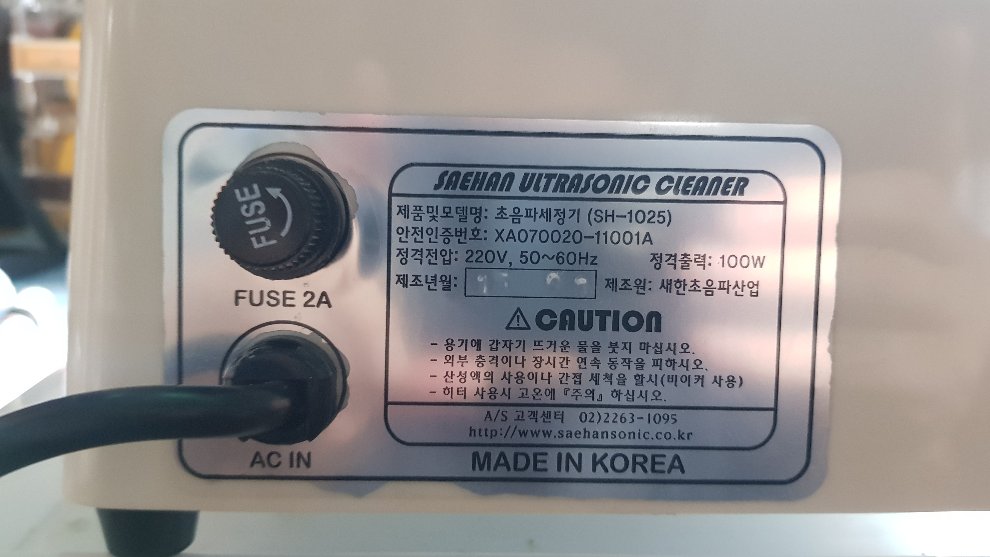 FUSE
FUSE 2A
AC IN
SAEHAN ULTRASONIC CLEANER
제품및모델명: 초음파세정기 (SH-1025)
안전인증번호: XA070020-11001A
정격전압: 220V, 50~60Hz 정격출력: 100W
제조년월: 제조원: 새한초음파산업
⚠CAUTION
- 용기에 갑자기 뜨거운 물을 붓지 마십시오.
- 외부 충격이나 장시간 연속 동작을 피하시오.
- 산성액의 사용이나 간접 세척을 할시(비이커 사용)
- 히터 사용시 고온에 『주의』 하십시오.
A/S 고객센터 02)2263-1095
http://www.saehansonic.co.kr
MADE IN KOREA